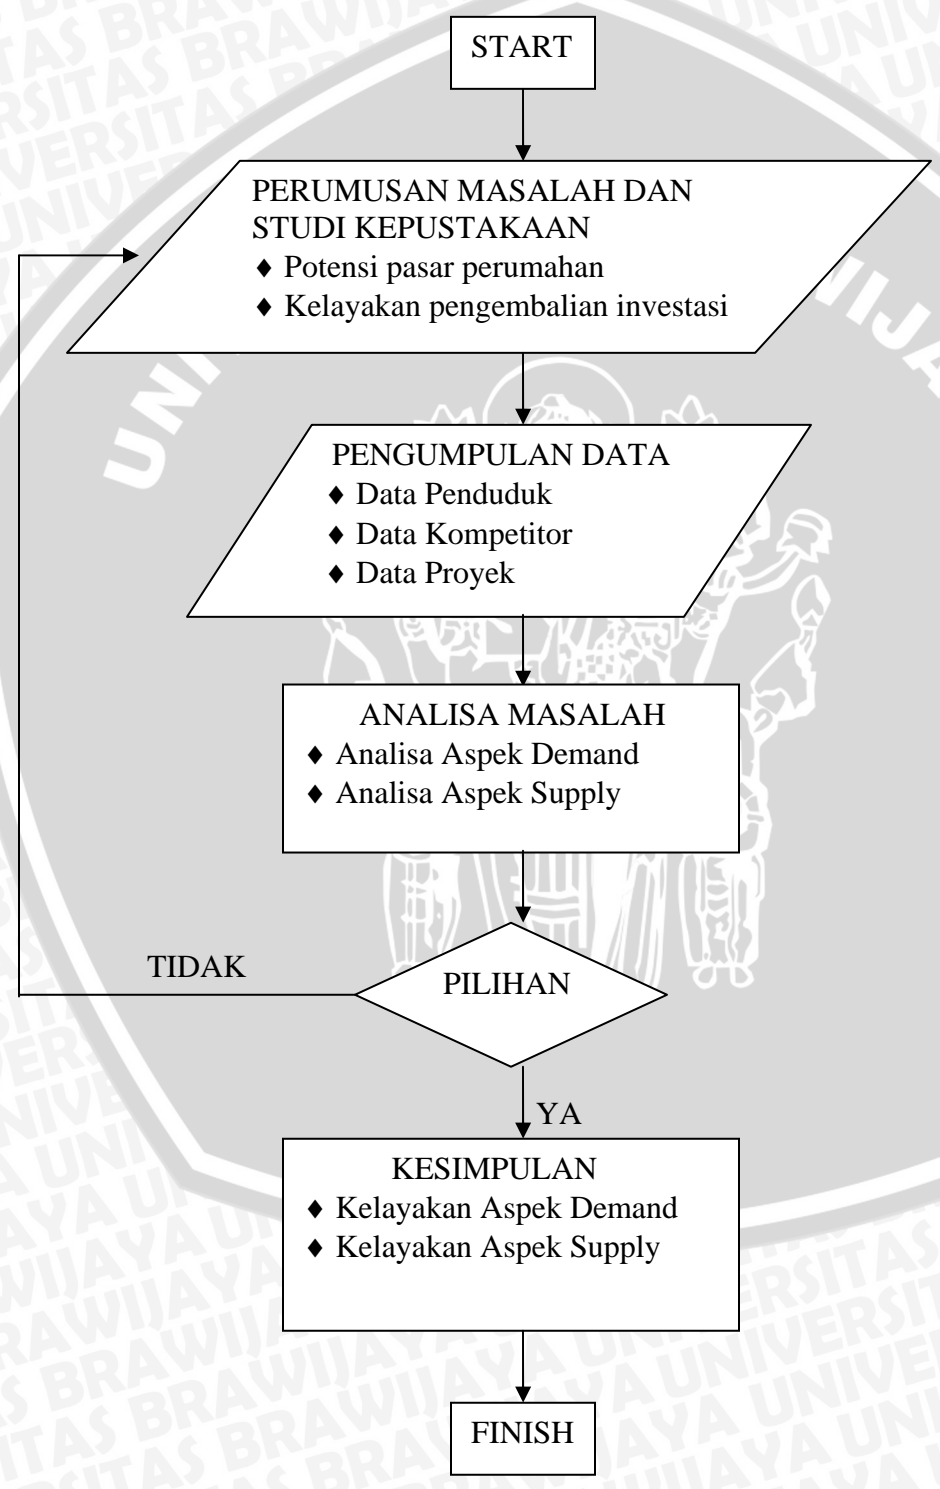 START
PERUMUSAN MASALAH DAN
STUDI KEPUSTAKAAN
♦ Potensi pasar perumahan
♦ Kelayakan pengembalian investasi
PENGUMPULAN DATA
♦ Data Penduduk
♦ Data Kompetitor
♦ Data Proyek
ANALISA MASALAH
♦ Analisa Aspek Demand
♦ Analisa Aspek Supply
TIDAK
PILIHAN
YA
KESIMPULAN
♦ Kelayakan Aspek Demand
♦ Kelayakan Aspek Supply
FINISH